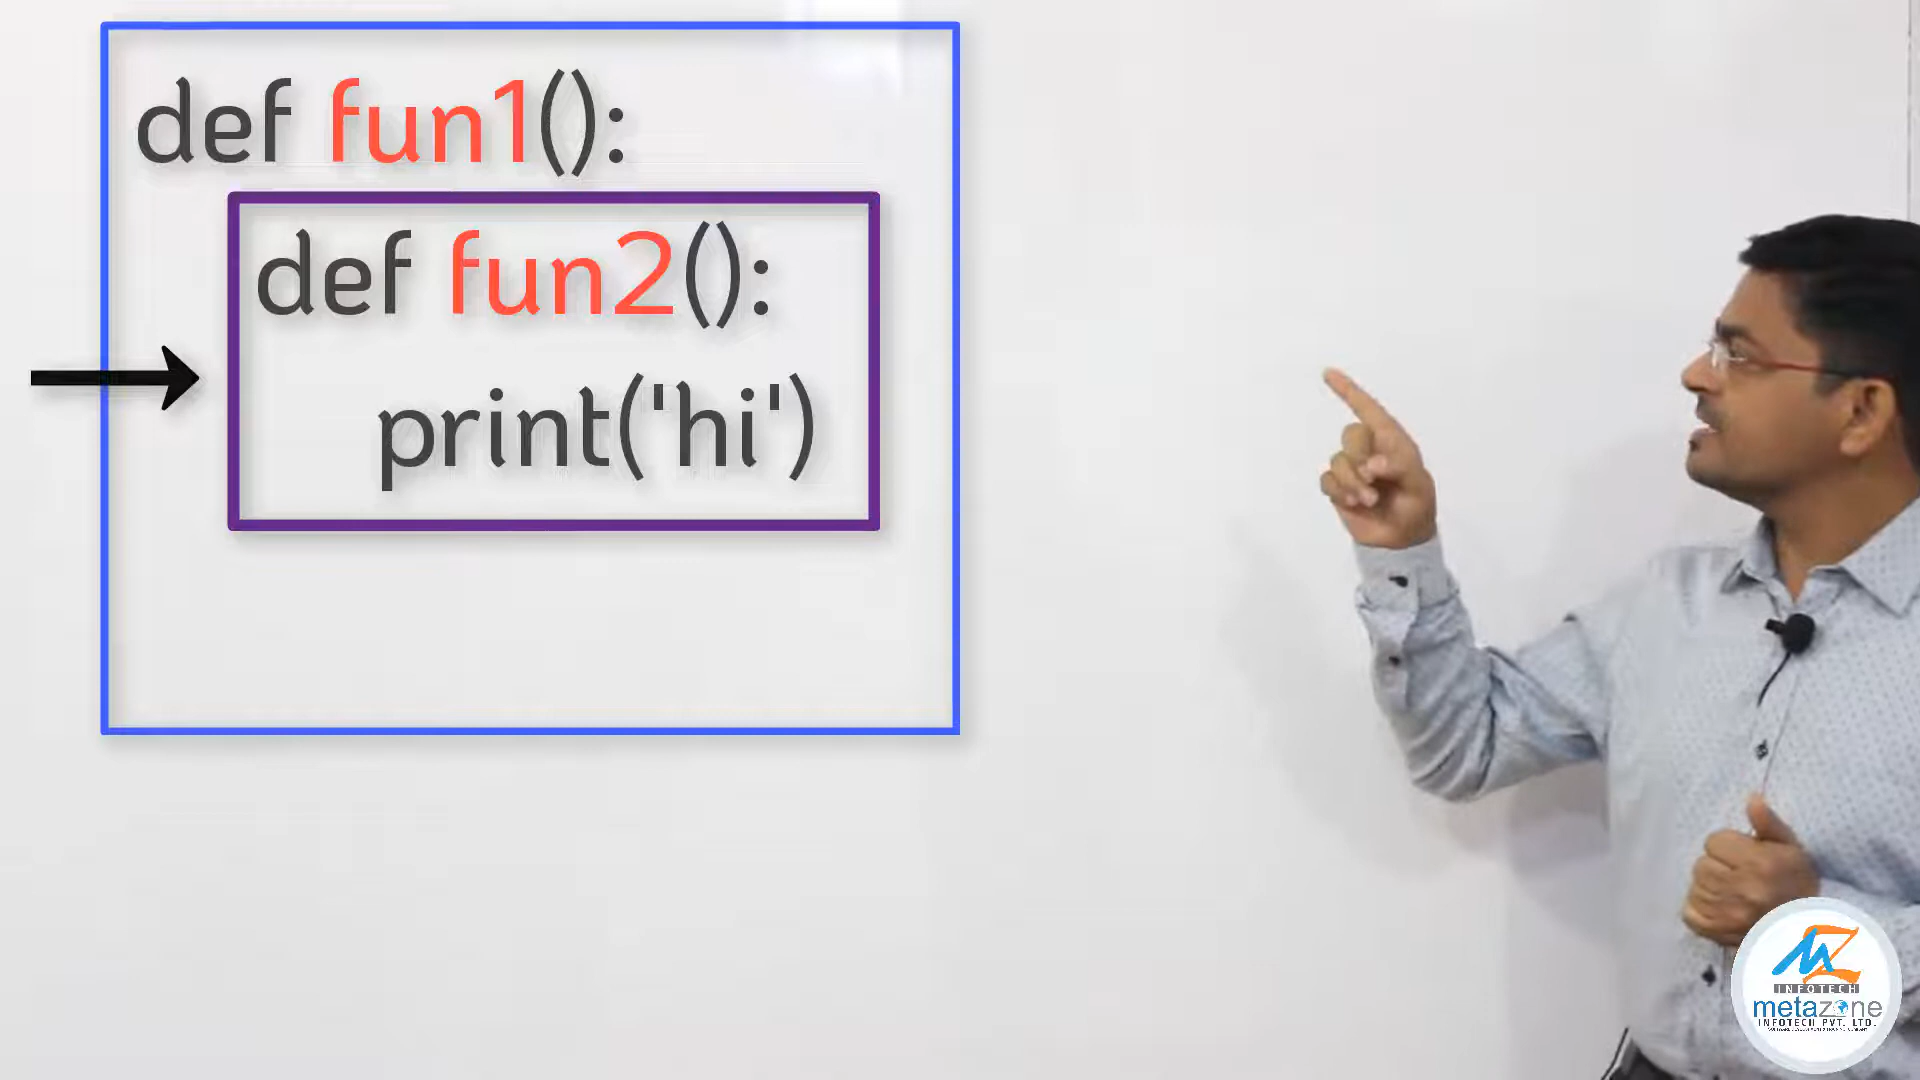 def fun1():
def fun2():
print('hi')
INFOTECH
metazone
INFOTECH PVT. LTD.